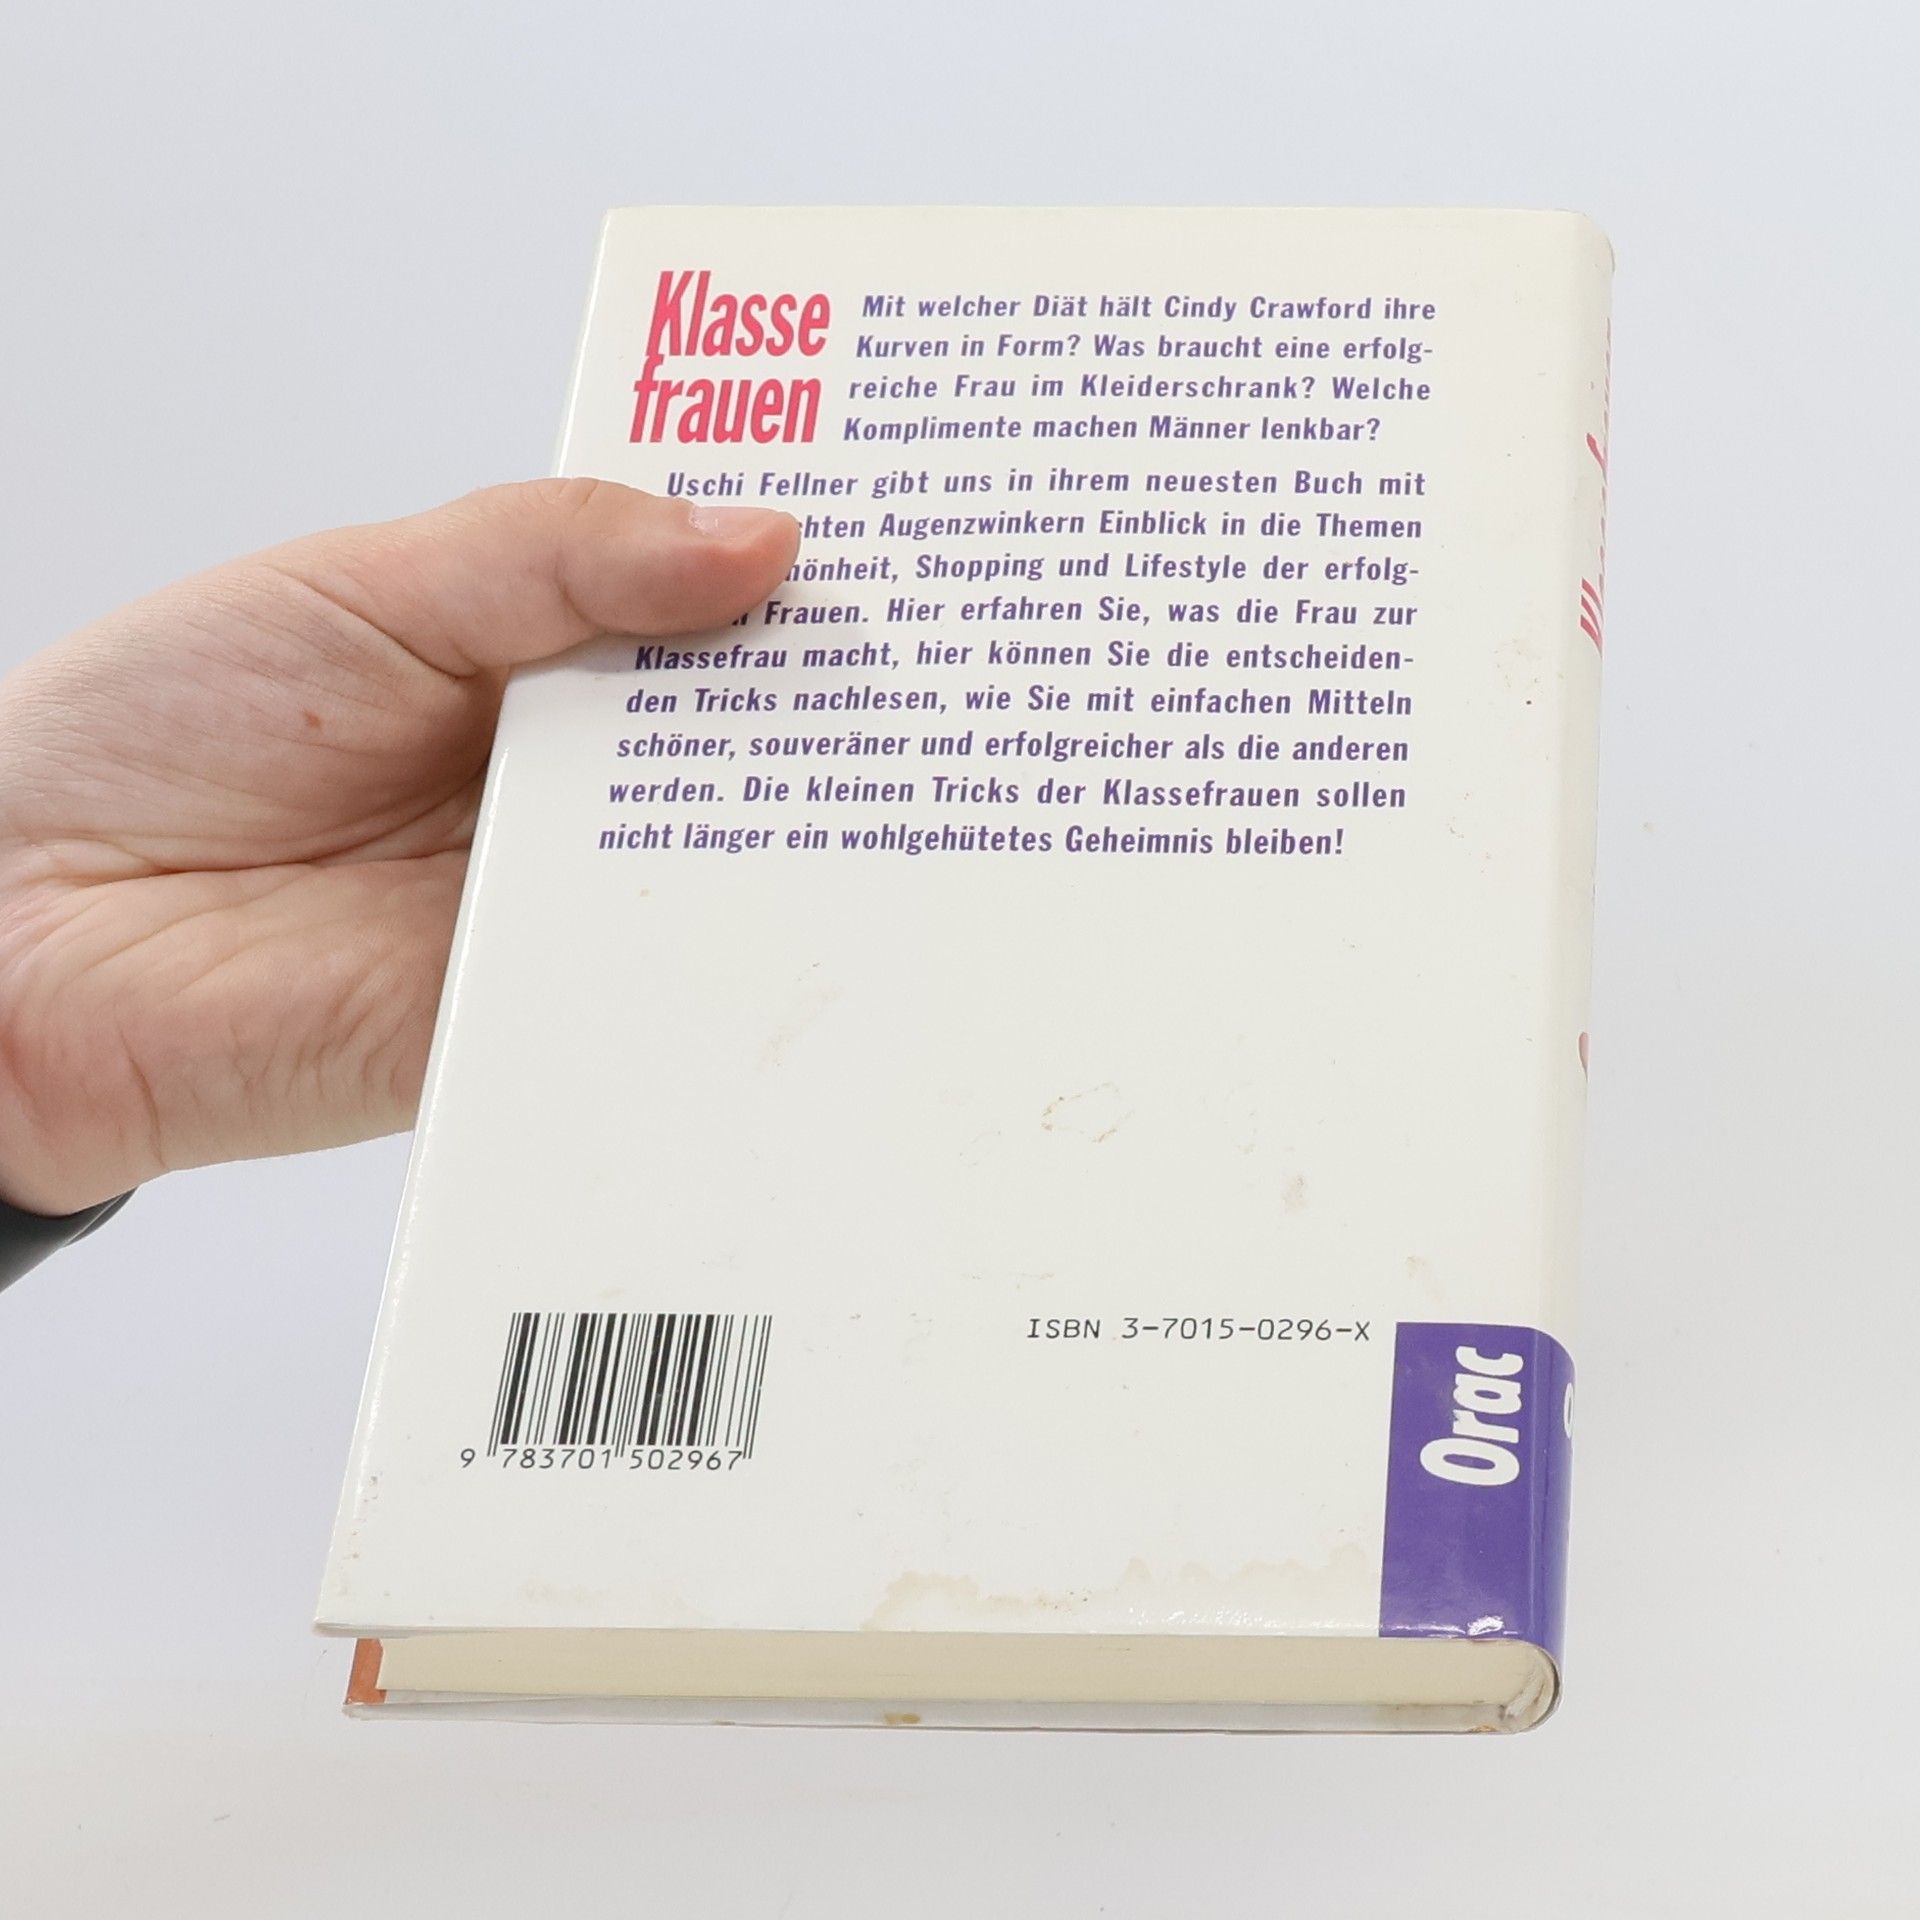 Klasse
frauen
Mit welcher Diät hält Cindy Crawford ihre
Kurven in Form? Was braucht eine erfolg-
reiche Frau im Kleiderschrank? Welche
Komplimente machen Männer lenkbar?
Uschi Fellner gibt uns in ihrem neuesten Buch mit
Augenzwinkern Einblick in die Themen
Shopping und Lifestyle der erfolg-
Frauen. Hier erfahren Sie, was die Frau zur
Klassefrau macht, hier können Sie die entscheiden-
den Tricks nachlesen, wie Sie mit einfachen Mitteln
schöner, souveräner und erfolgreicher als die anderen
werden. Die kleinen Tricks der Klassefrauen sollen
nicht länger ein wohlgehütetes Geheimnis bleiben!
ISBN 3-7015-0296-X
9 783701 502967
Orac